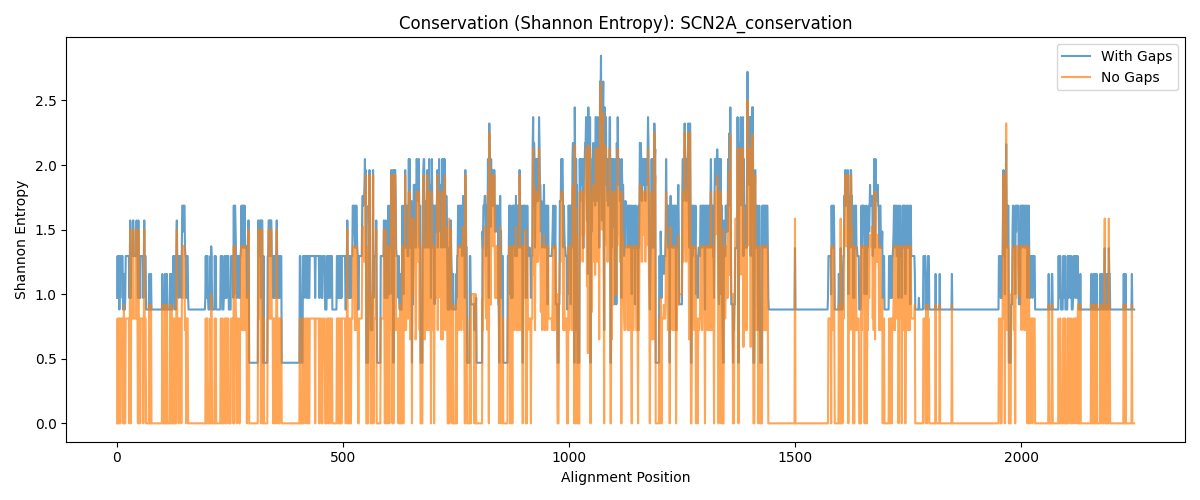 Conservation (Shannon Entropy): SCN2A_conservation
With Gaps
No Gaps
Shannon Entropy
2.5
2.0
1.5
1.0
0.5
0.0
0
500
1000
1500
2000
Alignment Position